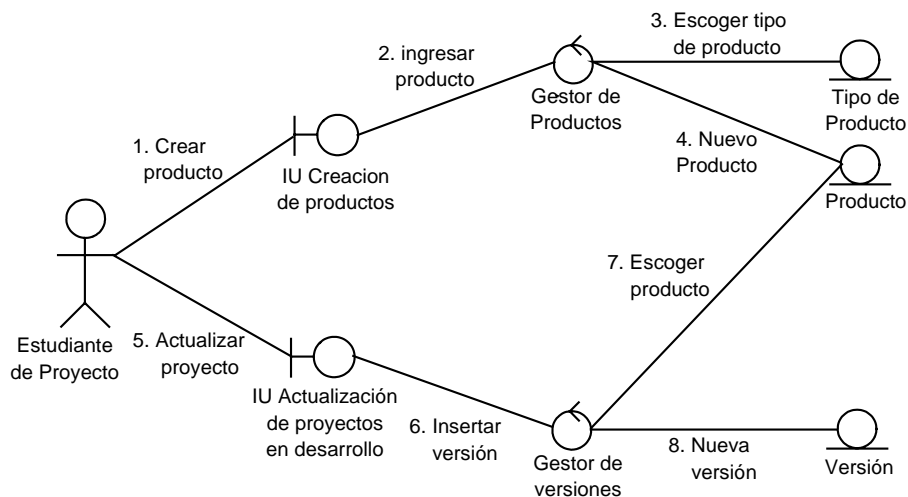 3. Escoger tipo
de producto
2. ingresar
producto
Gestor de
Productos
Tipo de
Producto
1. Crear
producto
4. Nuevo
Producto
IU Creacion
de productos
Producto
7. Escoger
producto
Estudiante
de Proyecto
5. Actualizar
proyecto
IU Actualización
de proyectos
en desarrollo
6. Insertar
versión
Gestor de
versiones
8. Nueva
versión
Versión